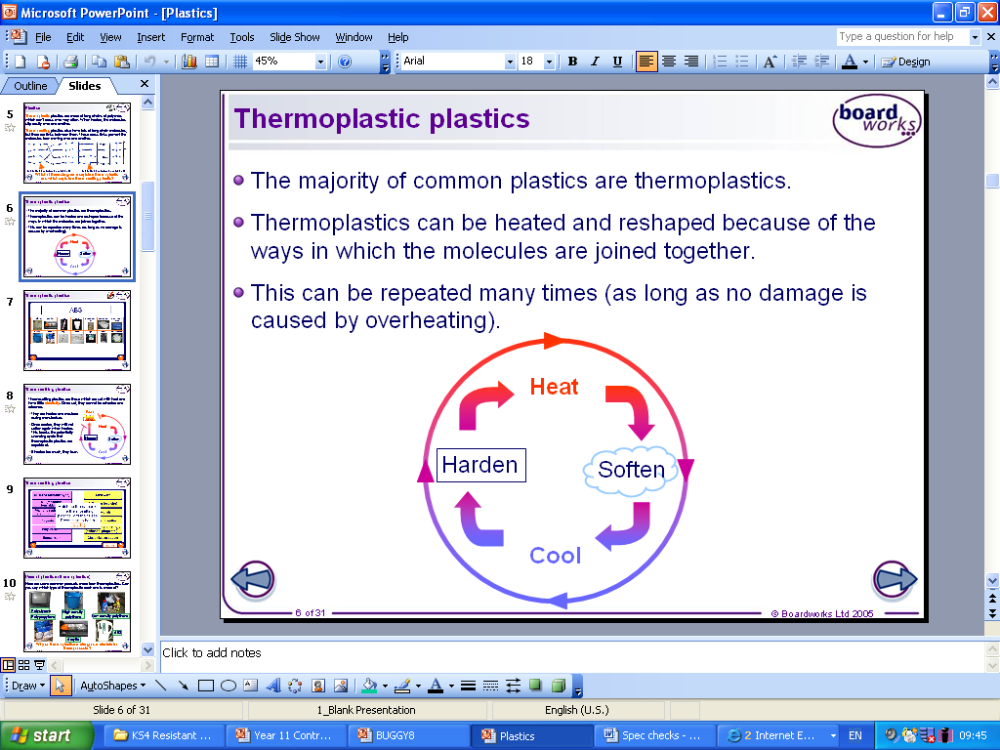 Microsoft PowerPoint - [Plastics]
File Edit View Insert Format Tools Slide Show Window Help
Type a question for help
45%
Arial
18
B I U
Design
Outline Slides
5
6
7
8
9
10
Thermoplastic plastics
board
works
The majority of common plastics are thermoplastics.
Thermoplastics can be heated and reshaped because of the
ways in which the molecules are joined together.
This can be repeated many times (as long as no damage is
caused by overheating).
Heat
Harden
Soften
Cool
6 of 31
© Boardworks Ltd 2005
Click to add notes
Draw AutoShapes
Slide 6 of 31
1_Blank Presentation
English (U.S.)
start
KS4 Resistant ...
Year 11 Contr...
BUGGY8
Plastics
Spec checks - ...
2 Internet E...
EN
09:45